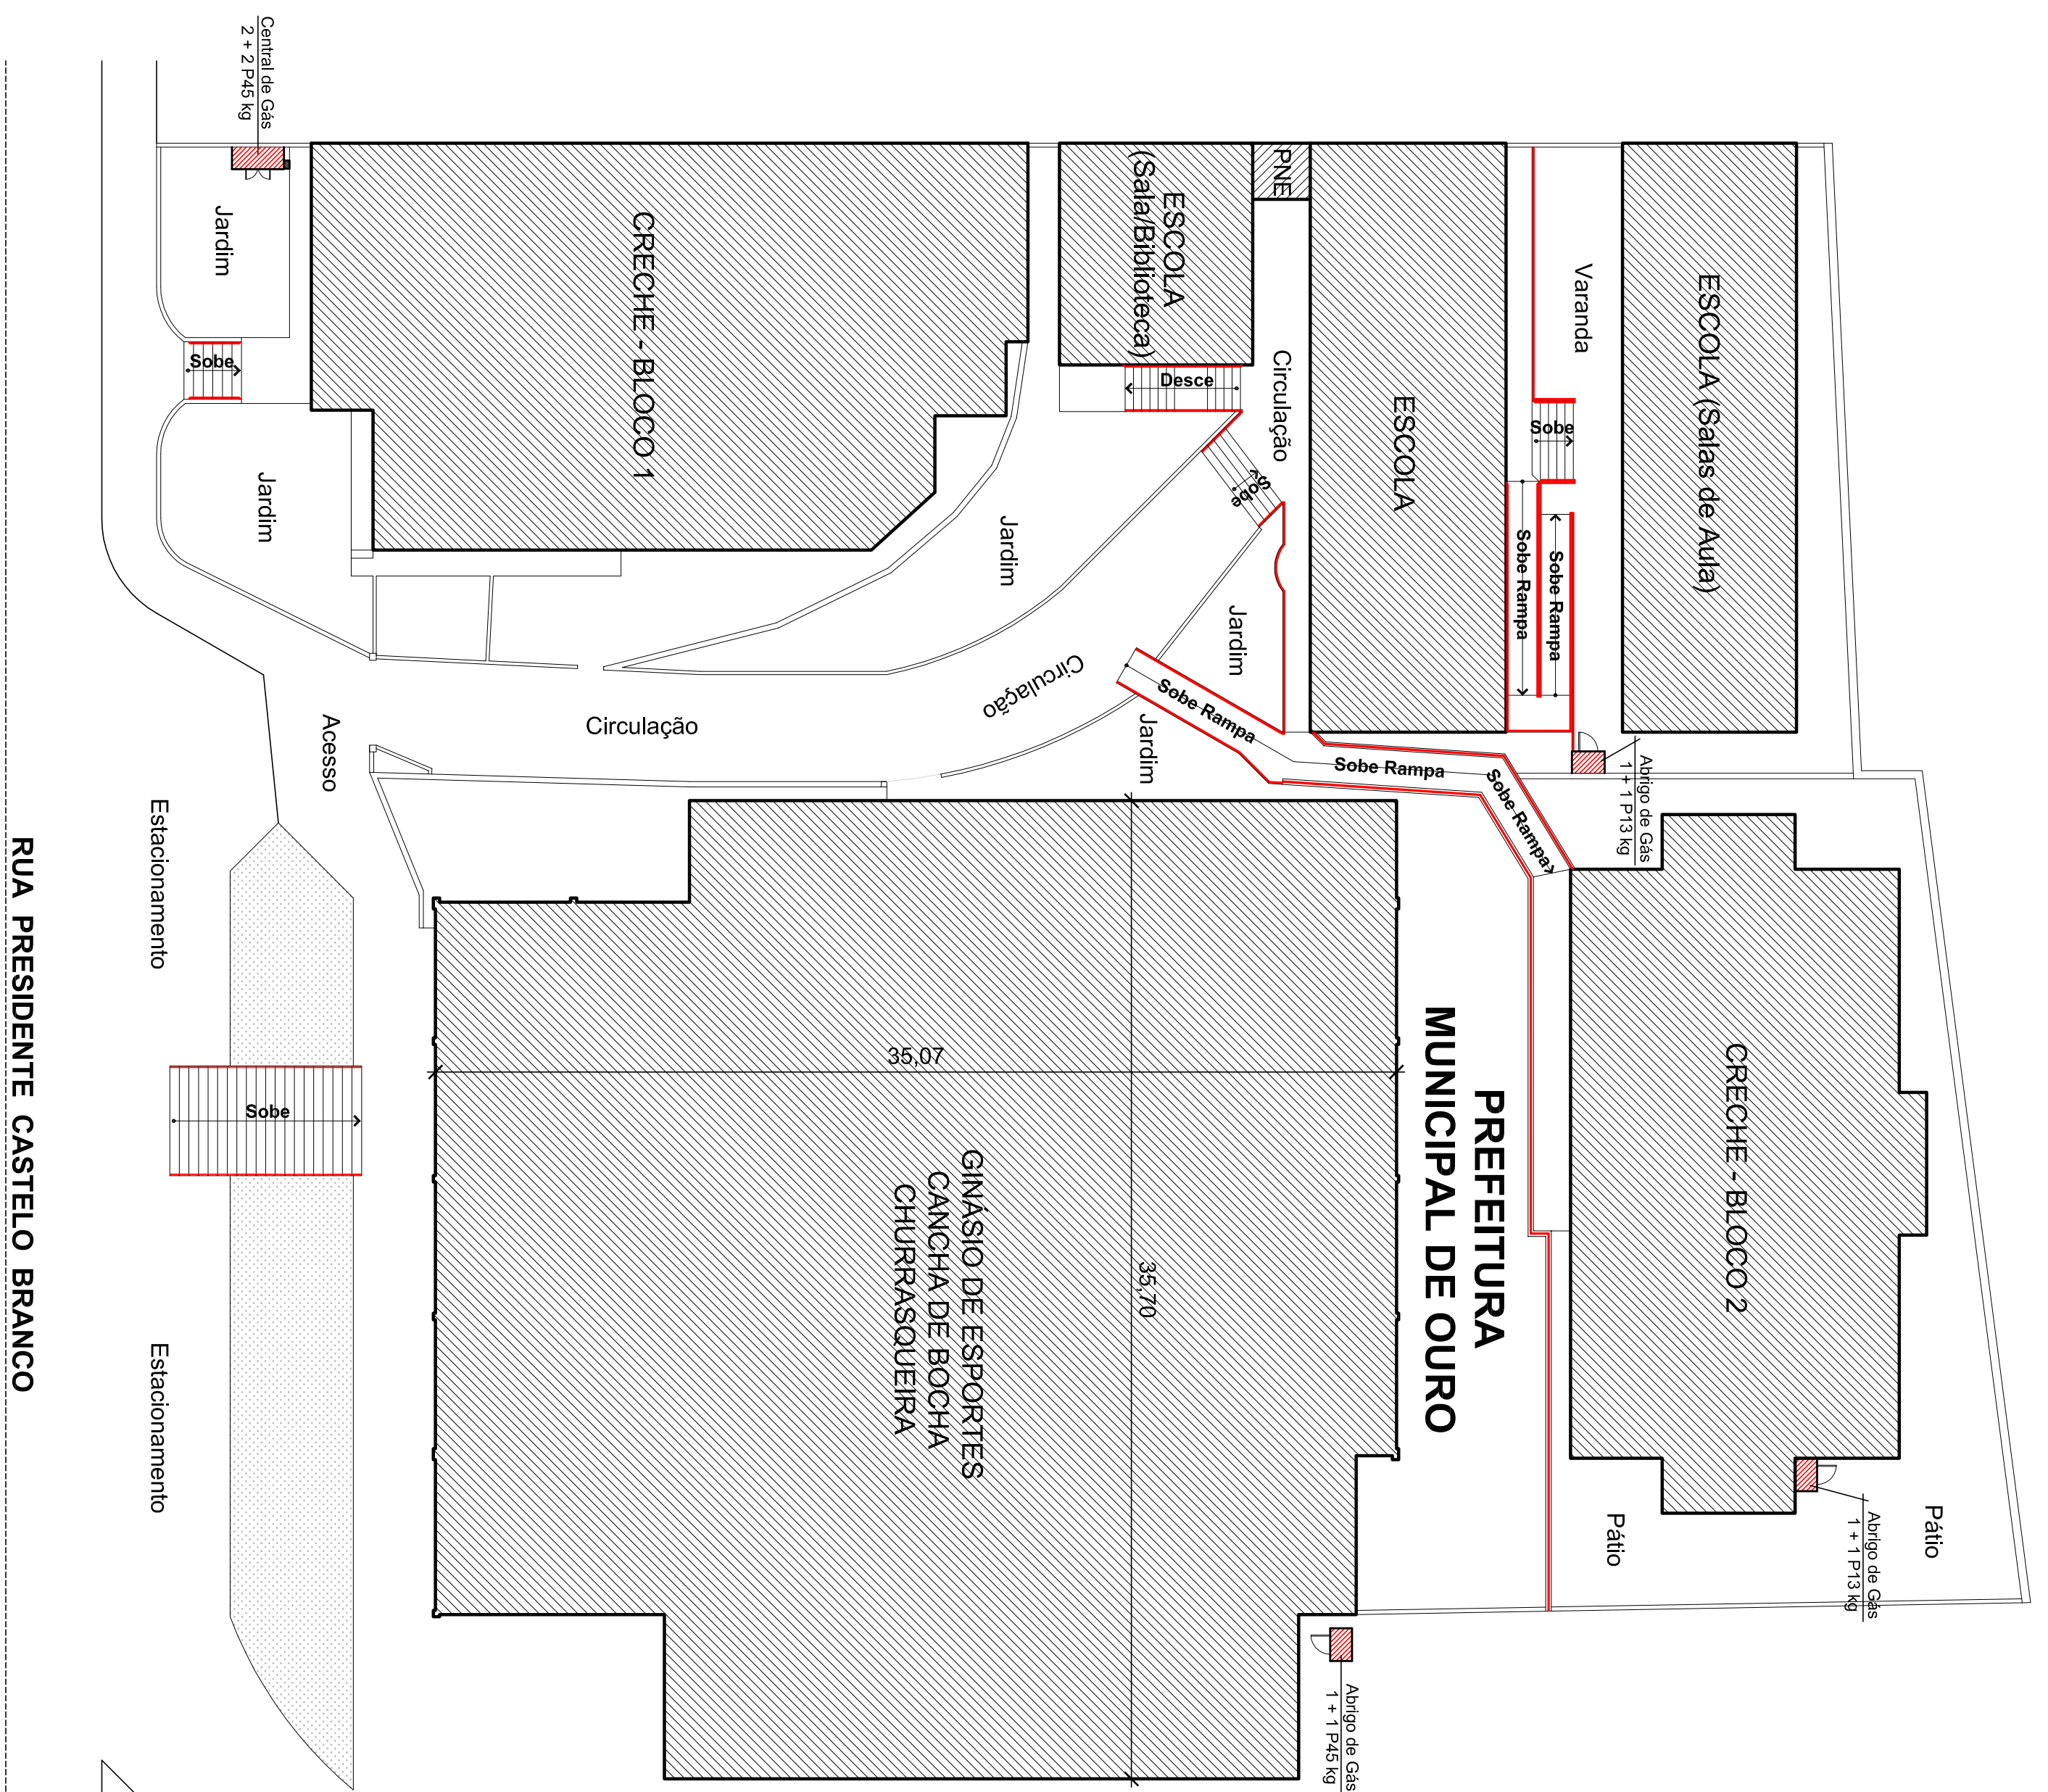 Central de Gás
2 + 2 P45 kg
Jardim
Sobe
Jardim
CRECHE - BLOCO 1
ESCOLA
(Sala/Biblioteca)
PNE
Desce
Circulação
Sobe
ESCOLA
Varanda
Sobe
Sobe Rampa
Sobe Rampa
ESCOLA (Salas de Aula)
Jardim
Jardim
Circulação
Circulação
Acesso
Jardim
Sobe Rampa
Sobe Rampa
Sobe Rampa
Abrigo de Gás
1 + 1 P13 kg
Estacionamento
Sobe
Estacionamento
35,07
35,70
GINÁSIO DE ESPORTES
CANCHA DE BOCHA
CHURRASQUEIRA
PREFEITURA
MUNICIPAL DE OURO
CRECHE - BLOCO 2
Pátio
Pátio
Abrigo de Gás
1 + 1 P13 kg
Abrigo de Gás
1 + 1 P45 kg
RUA PRESIDENTE CASTELO BRANCO